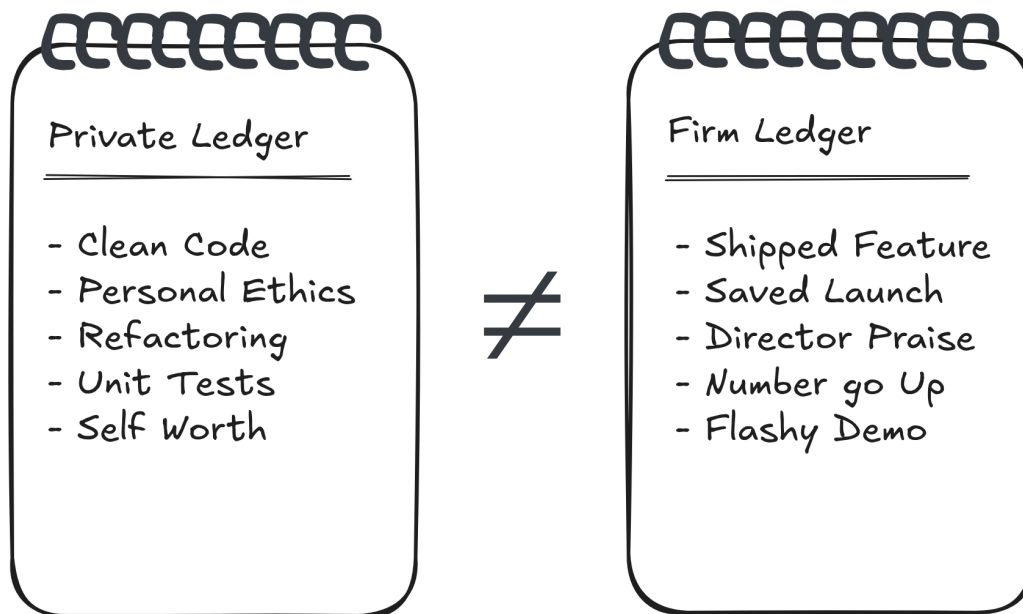 Private Ledger
- Clean Code
- Personal Ethics
- Refactoring
- Unit Tests
- Self Worth
≠
Firm Ledger
- Shipped Feature
- Saved Launch
- Director Praise
- Number go Up
- Flashy Demo